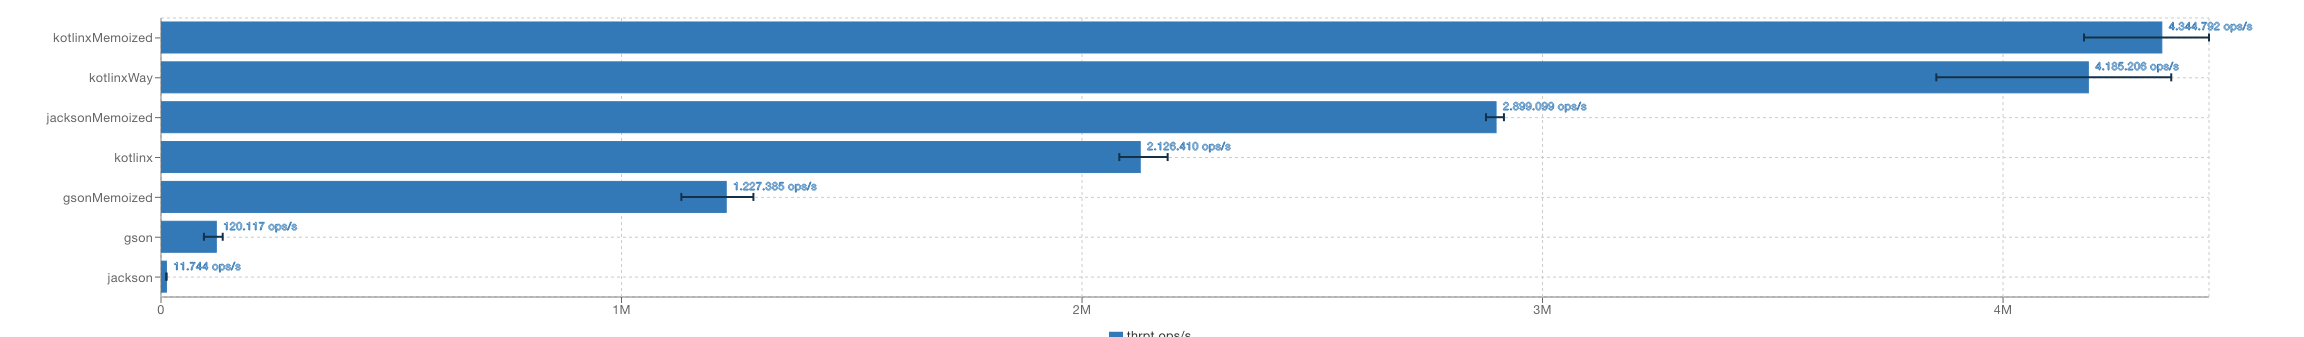 kotlinxMemoized 4.344.792 ops/s
kotlinxWay 4.185.206 ops/s
jacksonMemoized 2.899.099 ops/s
kotlinx 2.126.410 ops/s
gsonMemoized 1.227.385 ops/s
gson 120.117 ops/s
jackson 11.744 ops/s
0 1M 2M 3M 4M
thrpt ops/s